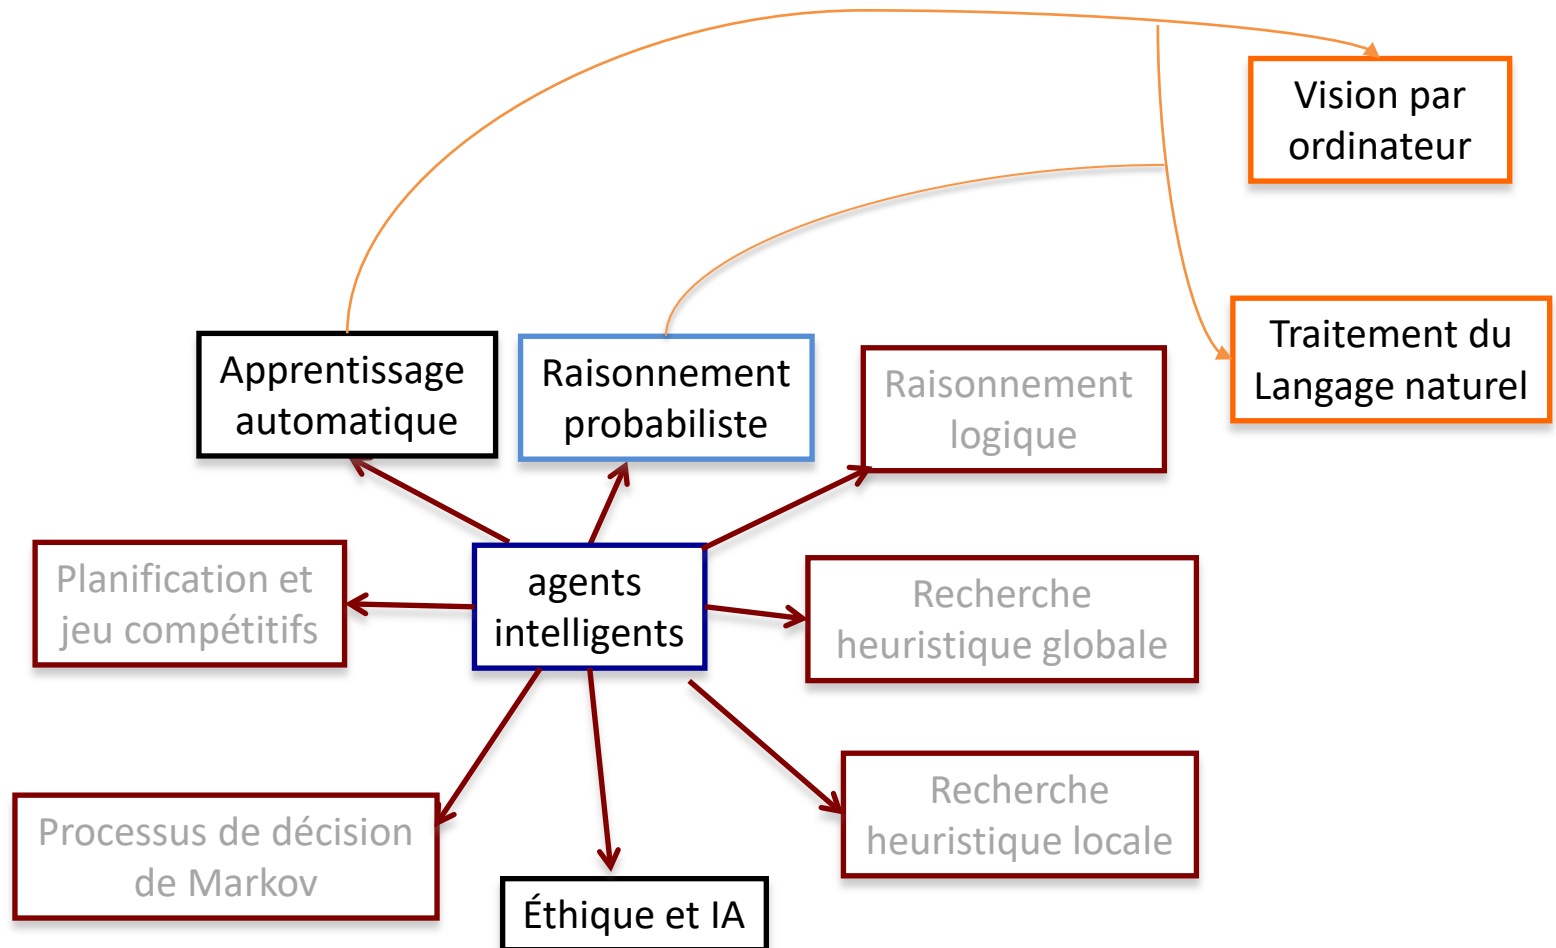 Vision par
ordinateur
Traitement du
Langage naturel
Apprentissage
automatique
Raisonnement
probabiliste
Raisonnement
logique
Planification et
jeu compétitifs
agents
intelligents
Recherche
heuristique globale
Processus de décision
de Markov
Éthique et IA
Recherche
heuristique locale